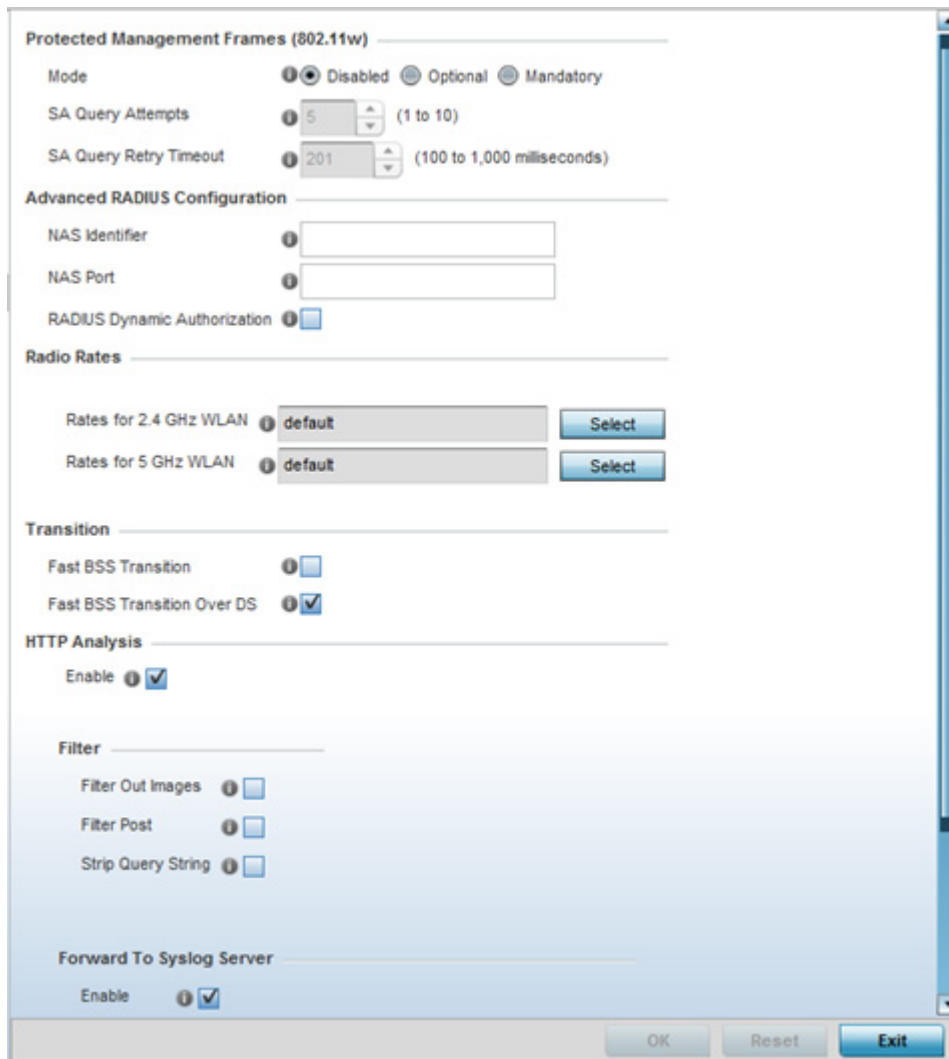 Protected Management Frames (802.11w)
Mode Disabled Optional Mandatory
SA Query Attempts 5 (1 to 10)
SA Query Retry Timeout 201 (100 to 1,000 milliseconds)
Advanced RADIUS Configuration
NAS Identifier
NAS Port
RADIUS Dynamic Authorization
Radio Rates
Rates for 2.4 GHz WLAN default Select
Rates for 5 GHz WLAN default Select
Transition
Fast BSS Transition
Fast BSS Transition Over DS
HTTP Analysis
Enable
Filter
Filter Out Images
Filter Post
Strip Query String
Forward To Syslog Server
Enable
OK Reset Exit